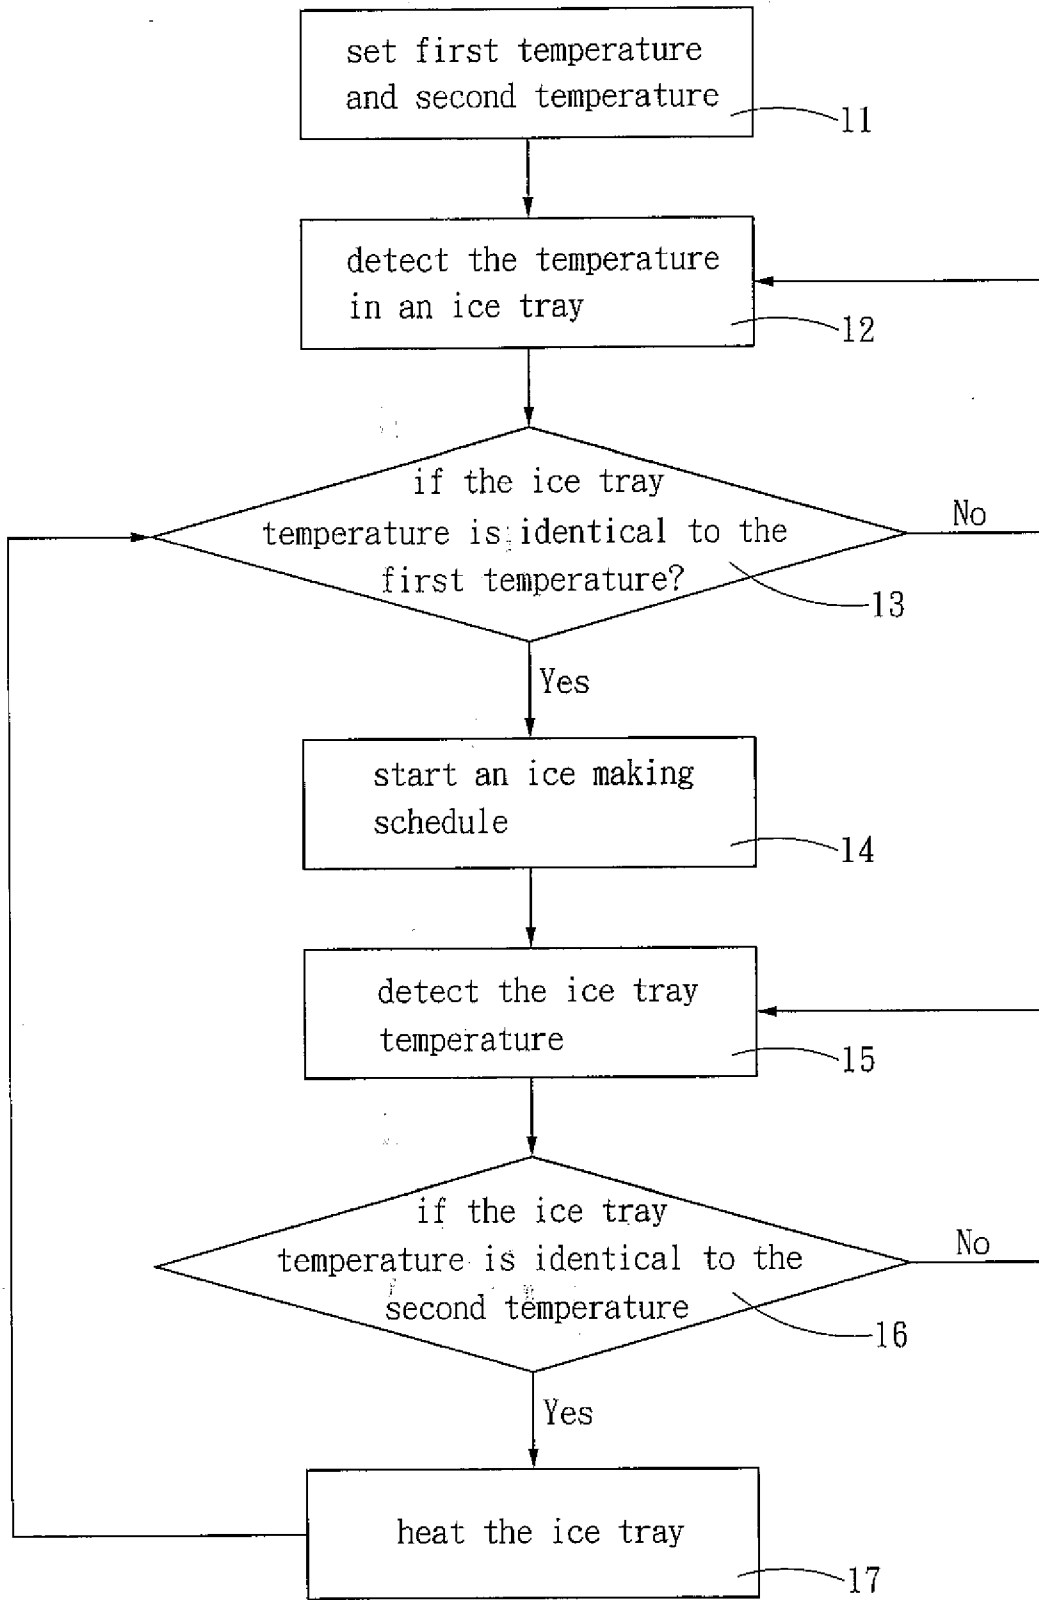 set first temperature
and second temperature
11
detect the temperature
in an ice tray
12
if the ice tray
temperature is identical to the
first temperature?
No
13
Yes
start an ice making
schedule
14
detect the ice tray
temperature
15
if the ice tray
temperature is identical to the
second temperature
No
16
Yes
heat the ice tray
17